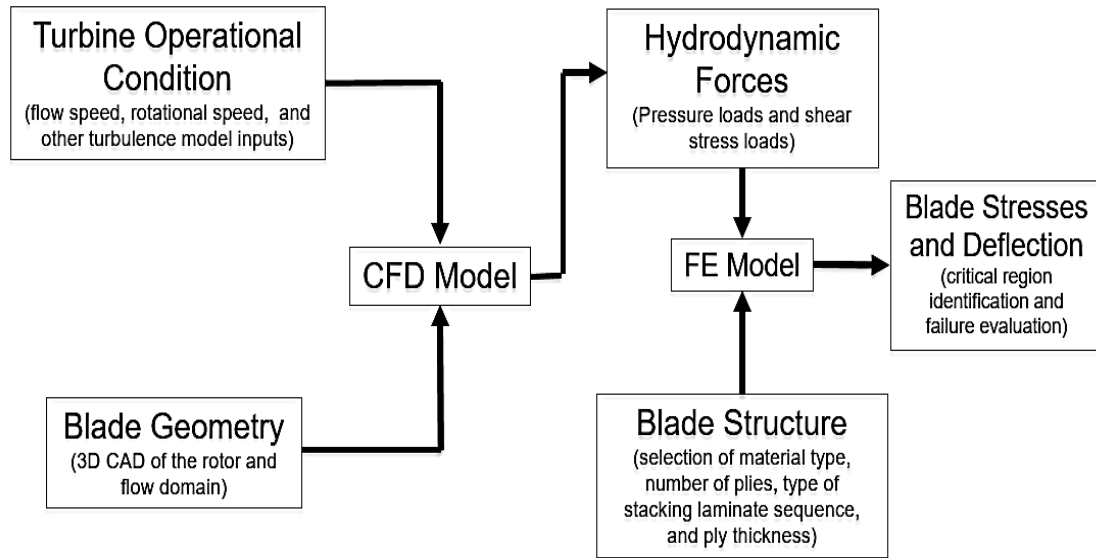 Turbine Operational
Condition
(flow speed, rotational speed, and
other turbulence model inputs)
Hydrodynamic
Forces
(Pressure loads and shear
stress loads)
CFD Model
FE Model
Blade Stresses
and Deflection
(critical region
identification and
failure evaluation)
Blade Geometry
(3D CAD of the rotor and
flow domain)
Blade Structure
(selection of material type,
number of plies, type of
stacking laminate sequence,
and ply thickness)